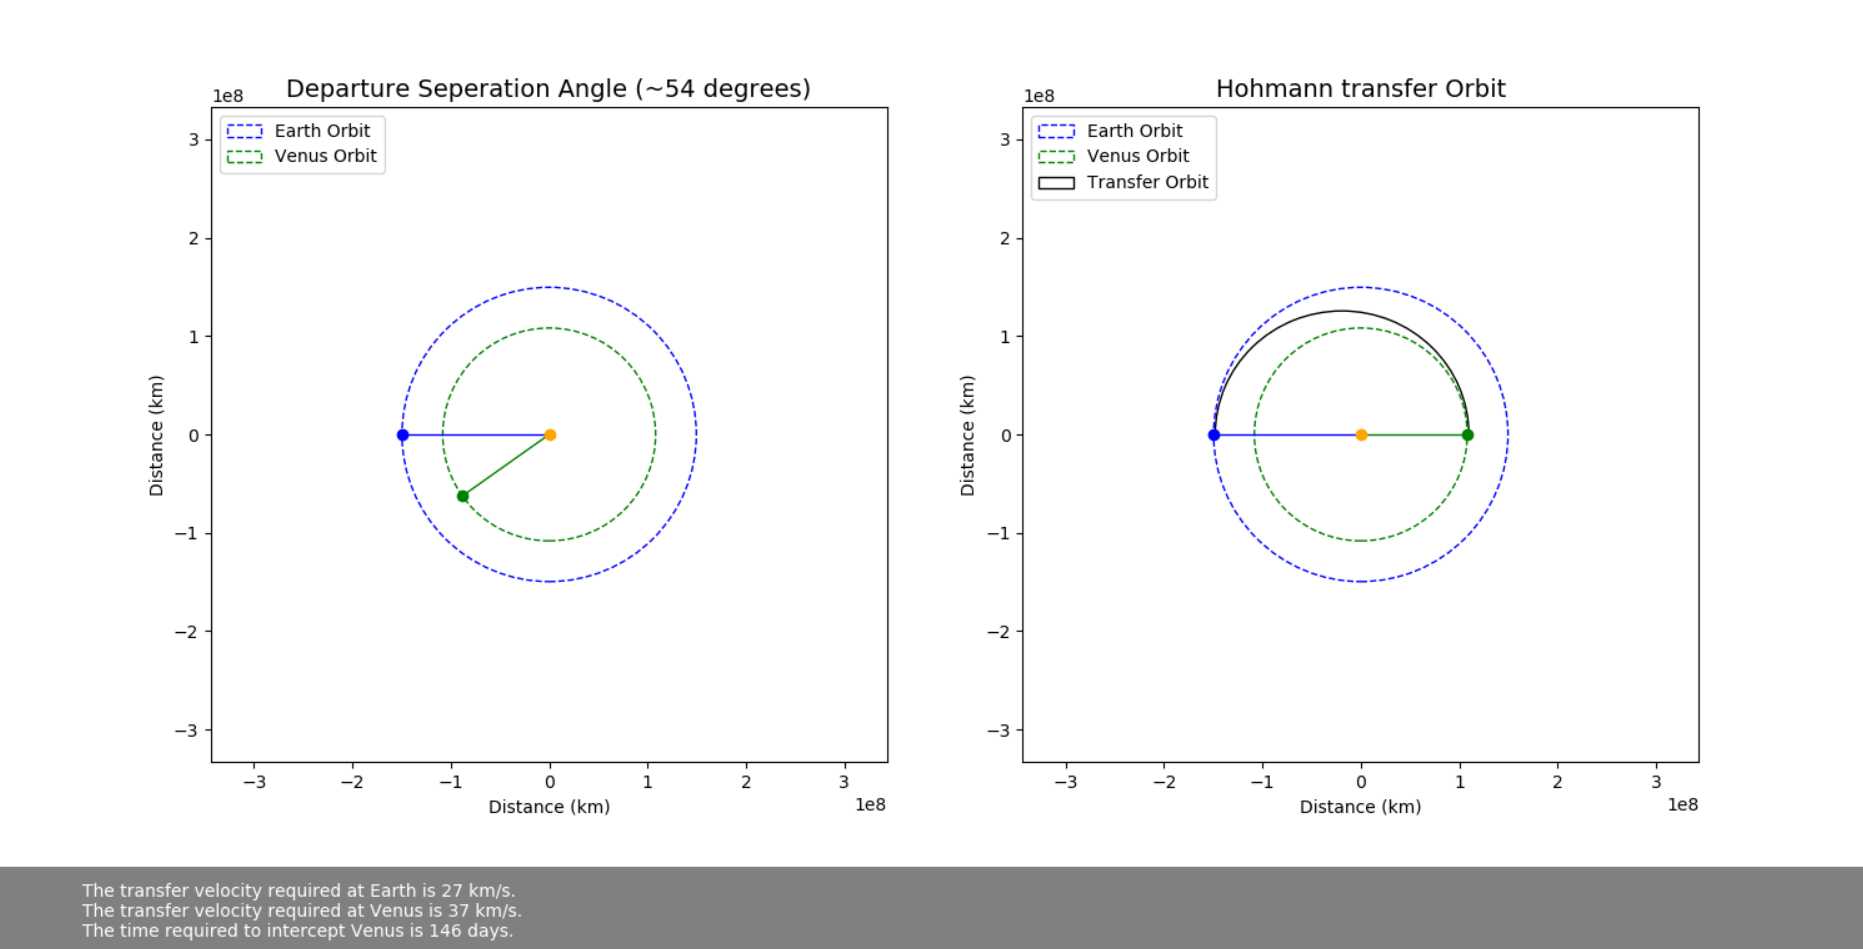 Departure Seperation Angle (~54 degrees)
1e8
Earth Orbit
Venus Orbit
3
2
1
0
−1
−2
−3
Distance (km)
−3 −2 −1 0 1 2 3
1e8
Distance (km)
Hohmann transfer Orbit
1e8
Earth Orbit
Venus Orbit
Transfer Orbit
3
2
1
0
−1
−2
−3
Distance (km)
−3 −2 −1 0 1 2 3
1e8
Distance (km)
The transfer velocity required at Earth is 27 km/s.
The transfer velocity required at Venus is 37 km/s.
The time required to intercept Venus is 146 days.